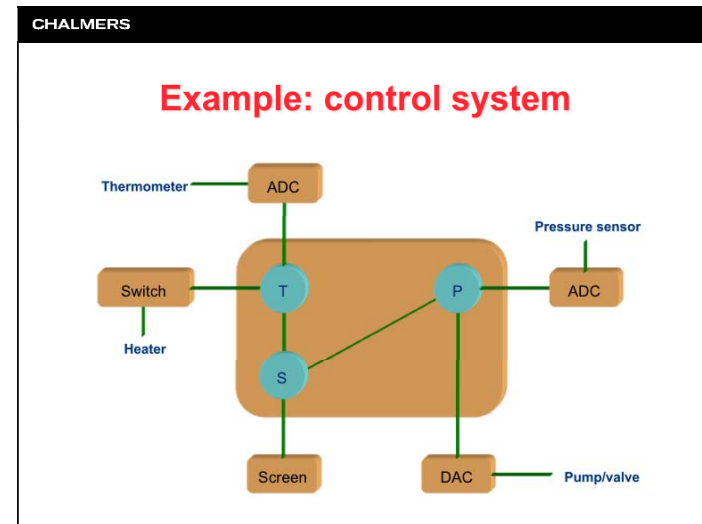 CHALMERS
Example: control system
Thermometer
ADC
Pressure sensor
Switch
T
P
ADC
Heater
S
Screen
DAC
Pump/valve